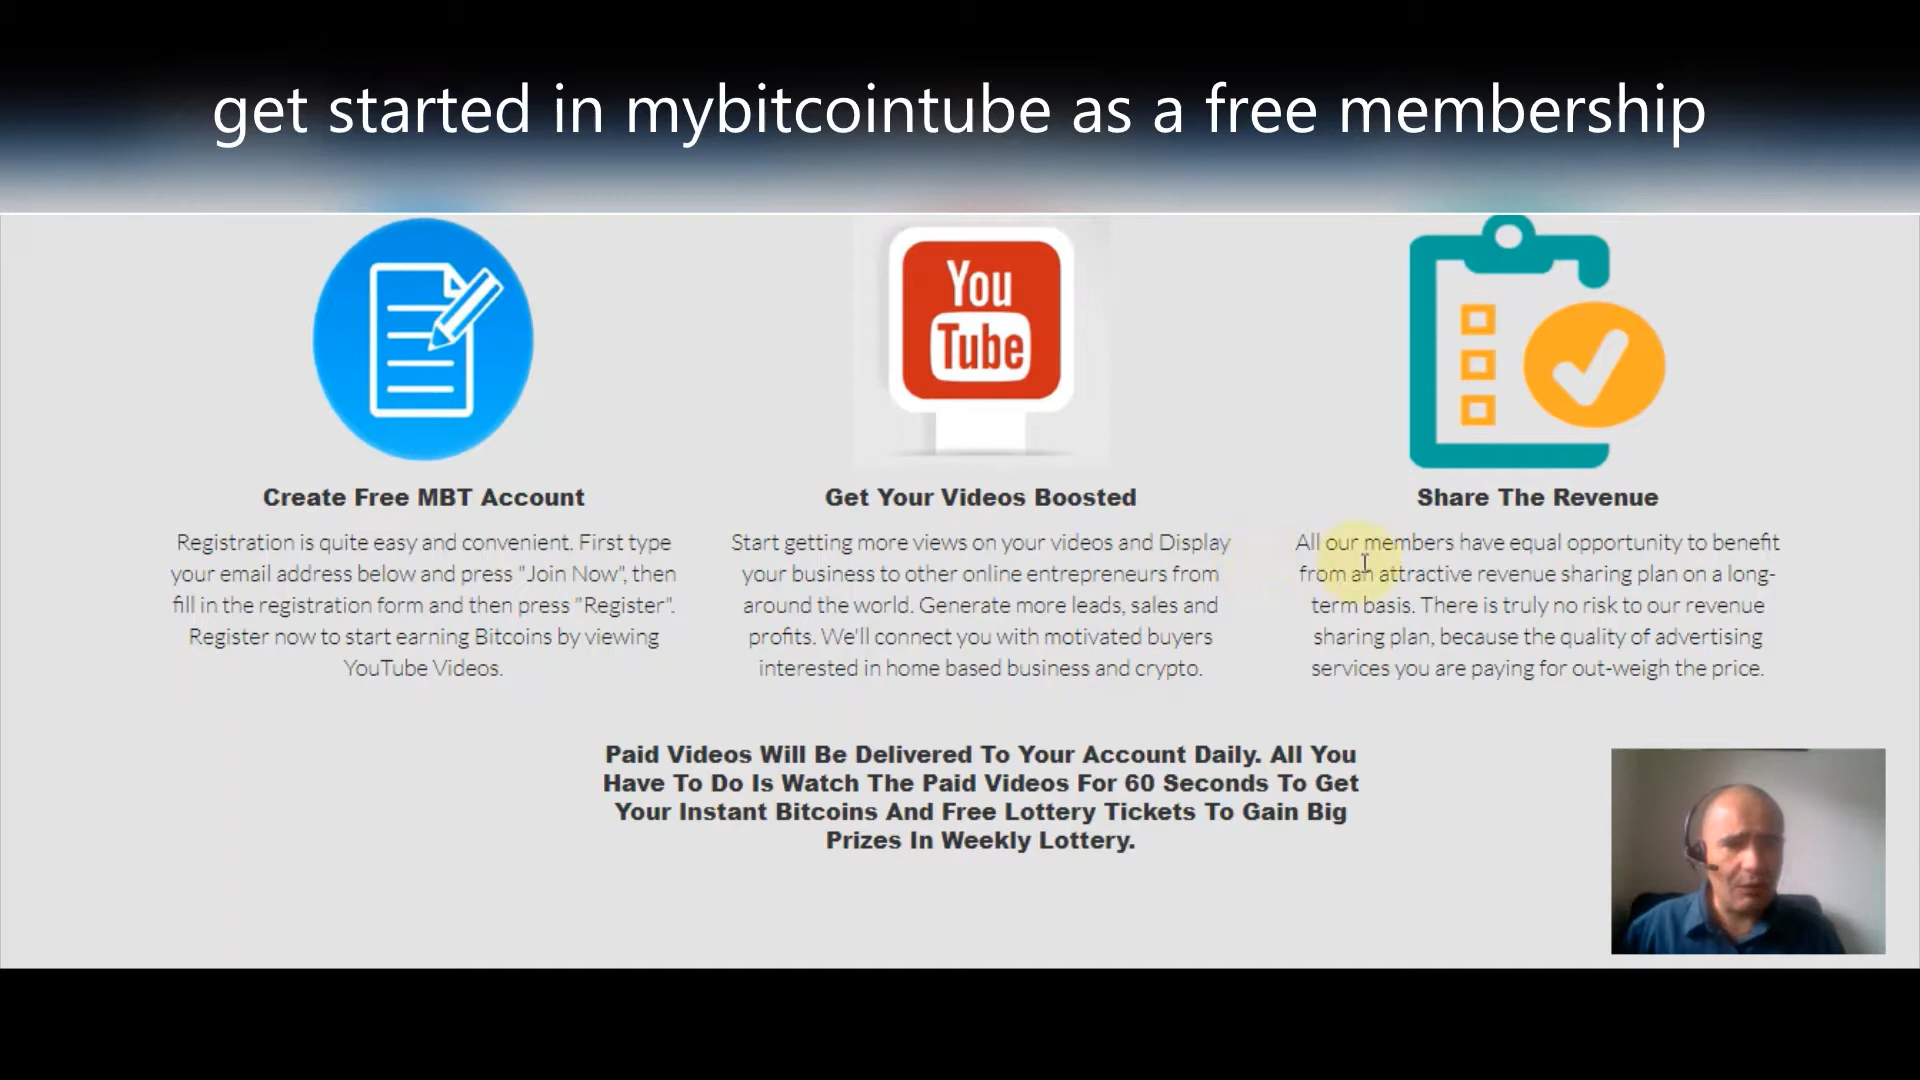 get started in mybitcointube as a free membership
You
Tube
Create Free MBT Account
Registration is quite easy and convenient. First type
your email address below and press "Join Now", then
fill in the registration form and then press "Register".
Register now to start earning Bitcoins by viewing
YouTube Videos.
Get Your Videos Boosted
Start getting more views on your videos and Display
your business to other online entrepreneurs from
around the world. Generate more leads, sales and
profits. We'll connect you with motivated buyers
interested in home based business and crypto.
Share The Revenue
All our members have equal opportunity to benefit
from an attractive revenue sharing plan on a long-
term basis. There is truly no risk to our revenue
sharing plan, because the quality of advertising
services you are paying for out-weigh the price.
Paid Videos Will Be Delivered To Your Account Daily. All You
Have To Do Is Watch The Paid Videos For 60 Seconds To Get
Your Instant Bitcoins And Free Lottery Tickets To Gain Big
Prizes In Weekly Lottery.